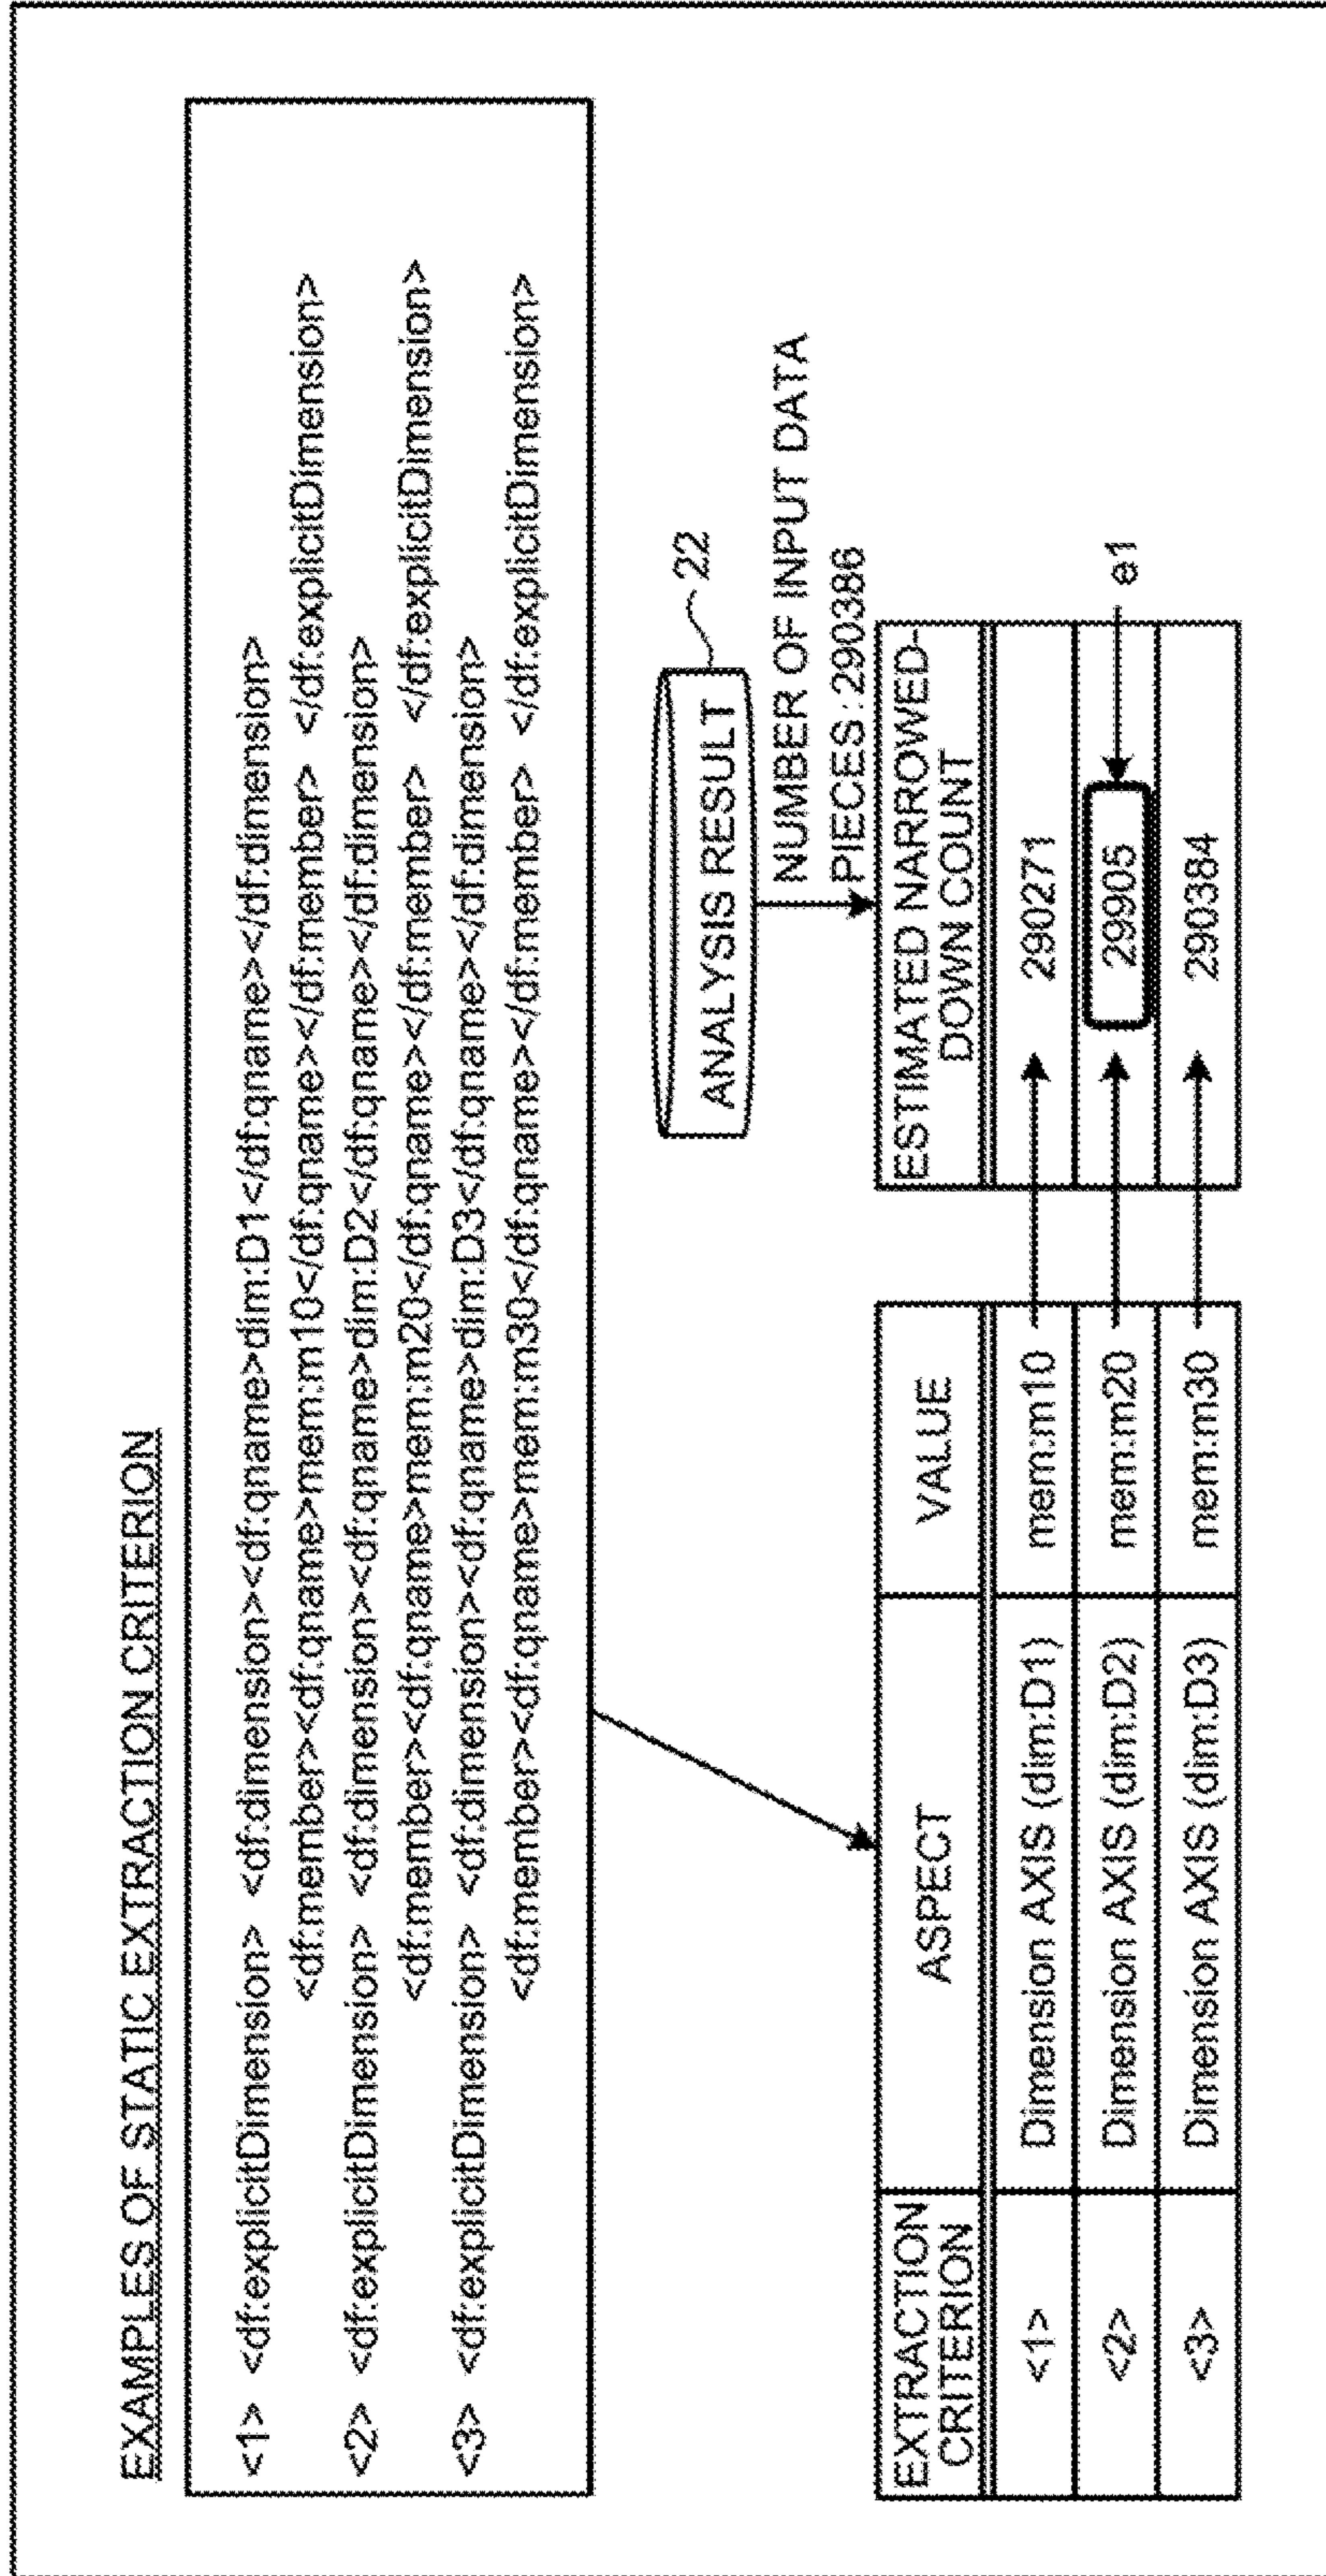 EXAMPLES OF STATIC EXTRACTION CRITERION
<1> <df:explicitDimension> <df:dimension><df:qname>dim:D1</df:qname></df:dimension>
<df:member><df:qname>mem:m10</df:qname></df:member> </df:explicitDimension>
<2> <df:explicitDimension> <df:dimension><df:qname>dim:D2</df:qname></df:dimension>
<df:member><df:qname>mem:m20</df:qname></df:member> </df:explicitDimension>
<3> <df:explicitDimension> <df:dimension><df:qname>dim:D3</df:qname></df:dimension>
<df:member><df:qname>mem:m30</df:qname></df:member> </df:explicitDimension>
22
ANALYSIS RESULT
NUMBER OF INPUT DATA
PIECES:290386
EXTRACTION
CRITERION
ASPECT
VALUE
ESTIMATED NARROWED-
DOWN COUNT
<1> Dimension AXIS (dim:D1) mem:m10 290271
<2> Dimension AXIS (dim:D2) mem:m20 29905 e1
<3> Dimension AXIS (dim:D3) mem:m30 290384